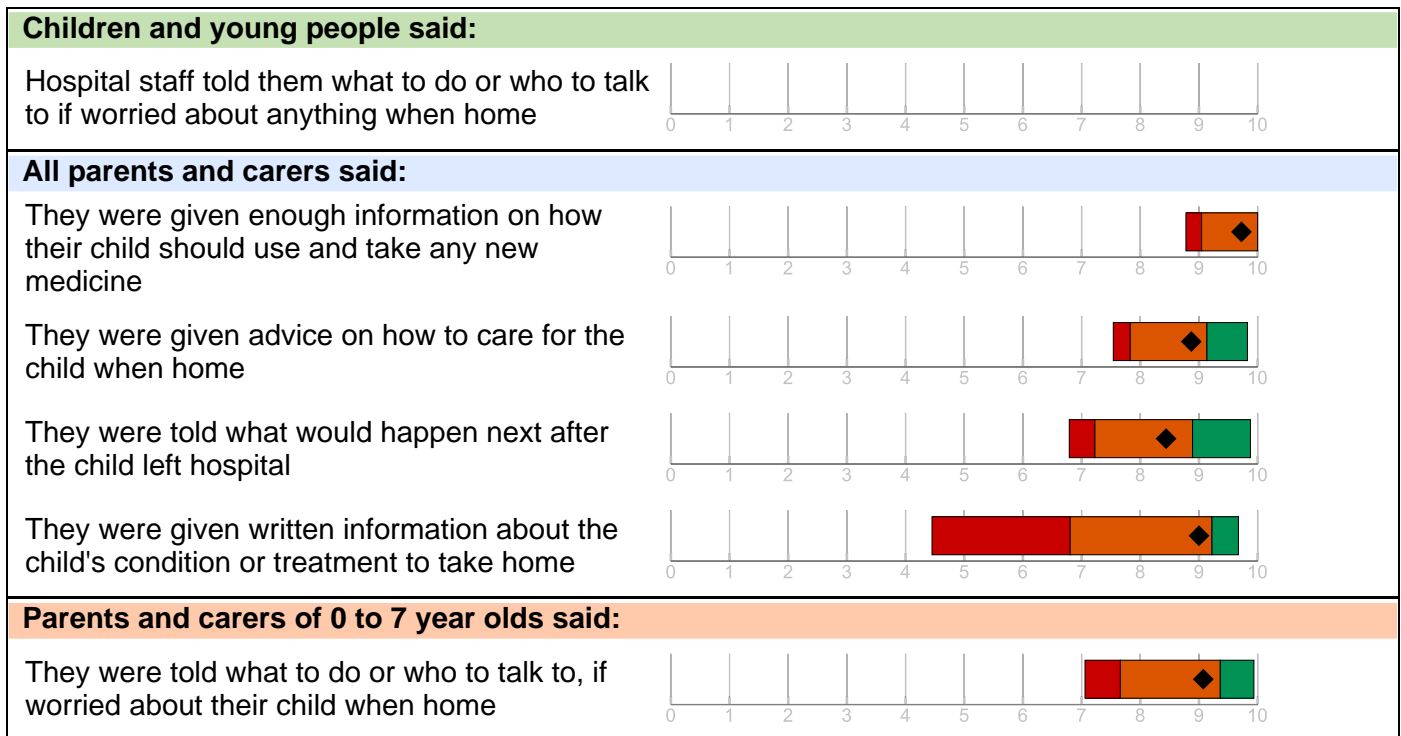 Children and young people said:
Hospital staff told them what to do or who to talk
to if worried about anything when home
0 1 2 3 4 5 6 7 8 9 10
All parents and carers said:
They were given enough information on how
their child should use and take any new
medicine
0 1 2 3 4 5 6 7 8 9 10
They were given advice on how to care for the
child when home
0 1 2 3 4 5 6 7 8 9 10
They were told what would happen next after
the child left hospital
0 1 2 3 4 5 6 7 8 9 10
They were given written information about the
child's condition or treatment to take home
0 1 2 3 4 5 6 7 8 9 10
Parents and carers of 0 to 7 year olds said:
They were told what to do or who to talk to, if
worried about their child when home
0 1 2 3 4 5 6 7 8 9 10